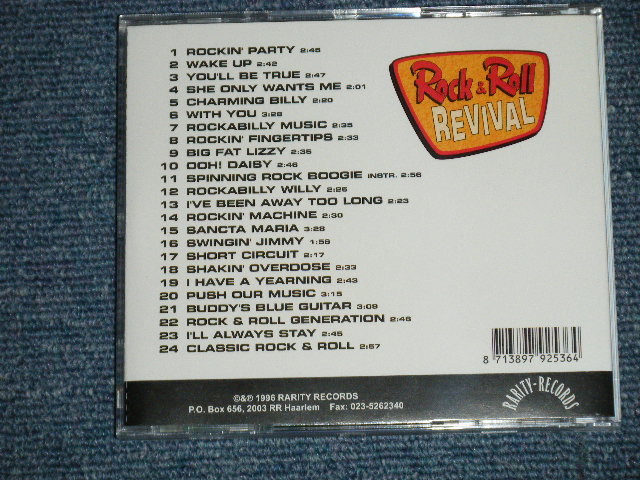 1 ROCKIN' PARTY 2:45
2 WAKE UP 2:42
3 YOU'LL BE TRUE 2:47
4 SHE ONLY WANTS ME 2:01
5 CHARMING BILLY 2:20
6 WITH YOU 3:28
7 ROCKABILLY MUSIC 2:35
8 ROCKIN' FINGERTIPS 2:33
9 BIG FAT LIZZY 2:35
10 OOH! DAISY 2:46
11 SPINNING ROCK BOOGIE INSTR. 2:56
12 ROCKABILLY WILLY 2:26
13 I'VE BEEN AWAY TOO LONG 2:23
14 ROCKIN' MACHINE 2:30
15 SANCTA MARIA 3:28
16 SWINGIN' JIMMY 1:58
17 SHORT CIRCUIT 2:17
18 SHAKIN' OVERDOSE 2:33
19 I HAVE A YEARNING 2:43
20 PUSH OUR MUSIC 3:15
21 BUDDY'S BLUE GUITAR 3:08
22 ROCK & ROLL GENERATION 2:46
23 I'LL ALWAYS STAY 2:45
24 CLASSIC ROCK & ROLL 2:57
Rock & Roll
REVIVAL
8 713897 925364
©&℗ 1996 RARITY RECORDS
P.O. Box 656, 2003 RR Haarlem Fax: 023-5262340
RARITY-RECORDS